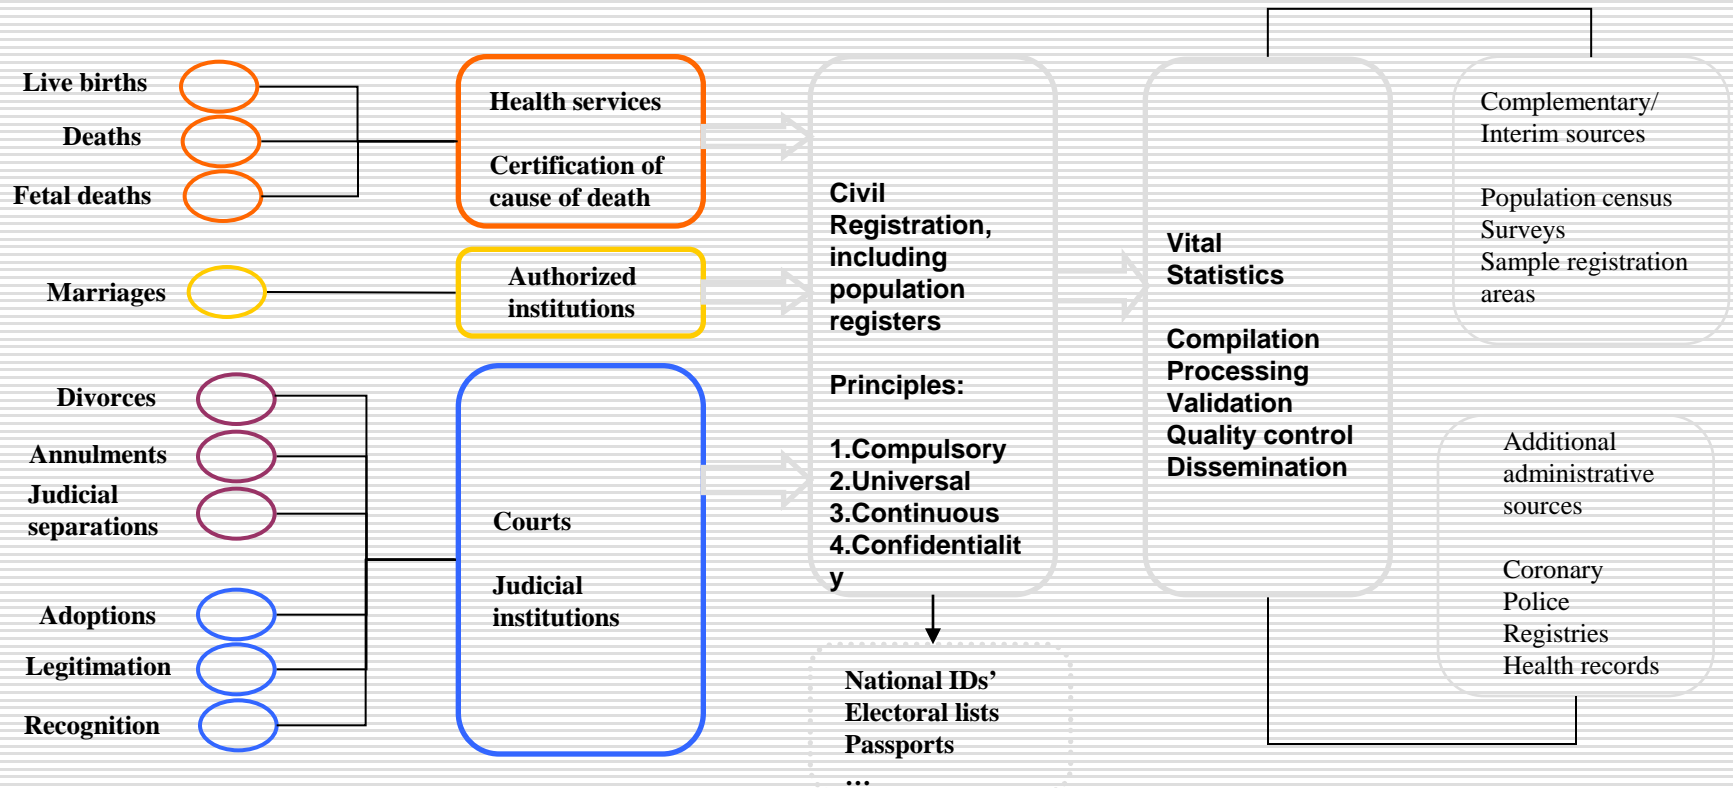 Live births
Deaths
Fetal deaths
Marriages
Divorces
Annulments
Judicial
separations
Adoptions
Legitimation
Recognition
Health services
Certification of
cause of death
Authorized
institutions
Courts
Judicial
institutions
Civil
Registration,
including
population
registers
Principles:
1.Compulsory
2.Universal
3.Continuous
4.Confidentialit
y
National IDs’
Electoral lists
Passports
…
Vital
Statistics
Compilation
Processing
Validation
Quality control
Dissemination
Complementary/
Interim sources
Population census
Surveys
Sample registration
areas
Additional
administrative
sources
Coronary
Police
Registries
Health records